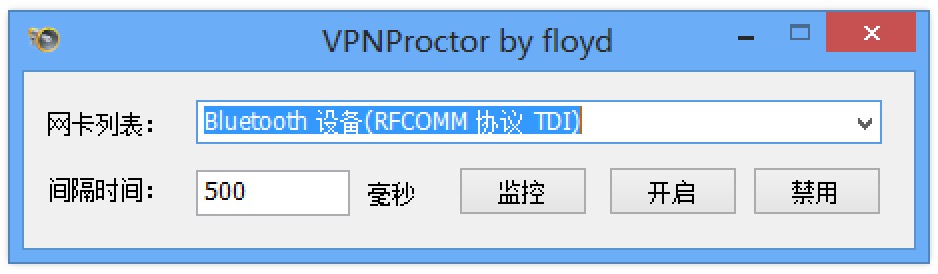 VPNProctor by floyd
网卡列表： Bluetooth 设备(RFCOMM 协议 TDI)
间隔时间： 500 毫秒 监控 开启 禁用